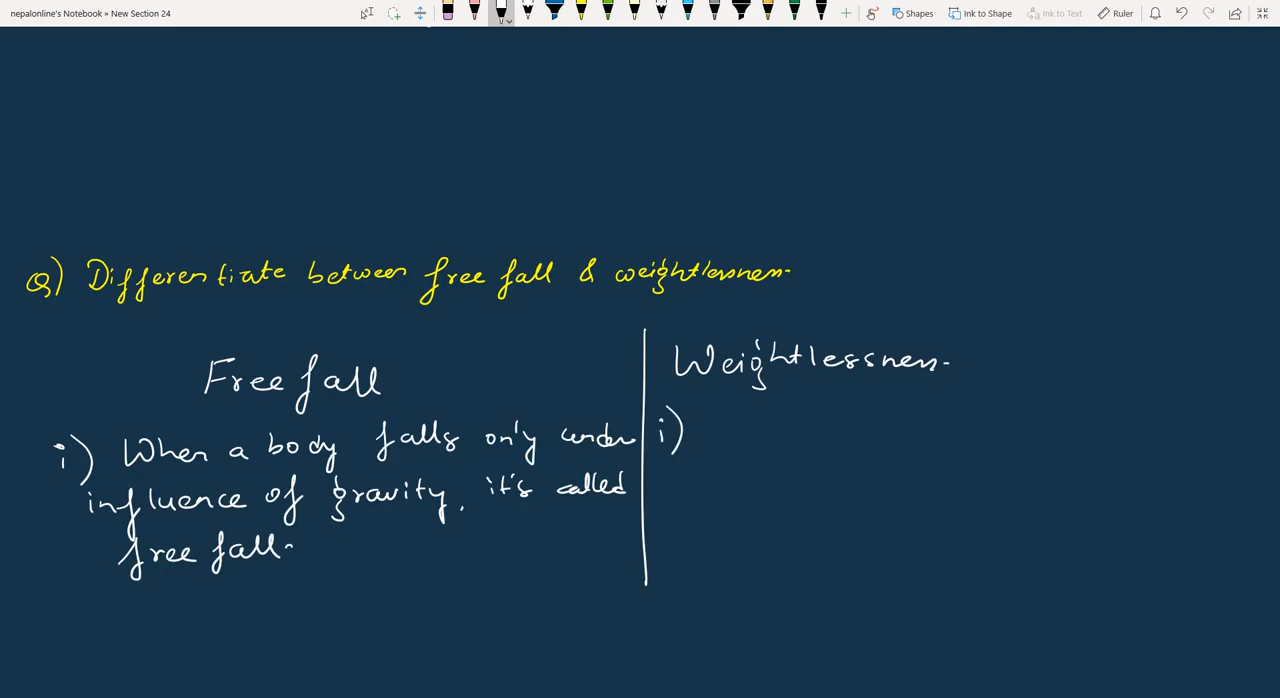 nepalonline's Notebook » New Section 24
Shapes
Ink to Shape
Ink to Text
Ruler
Q) Differentiate between free fall & weightlessness.
Free fall
i) When a body falls only under
influence of gravity, it's called
free fall.
Weightlessness.
i)